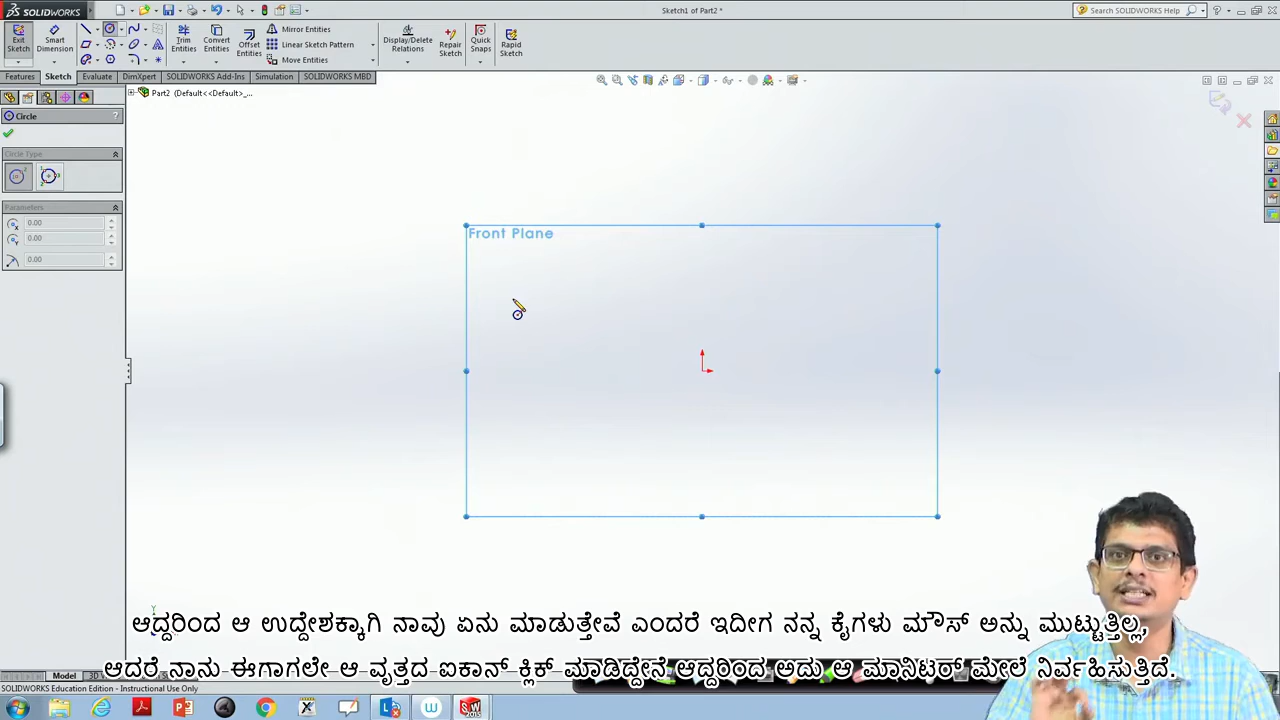 SOLIDWORKS
Sketch1 of Part2 *
Search SOLIDWORKS Help
Exit Sketch
Smart Dimension
Trim Entities
Convert Entities
Offset Entities
Mirror Entities
Linear Sketch Pattern
Move Entities
Display/Delete Relations
Repair Sketch
Quick Snaps
Rapid Sketch
Features Sketch Evaluate DimXpert SOLIDWORKS Add-Ins Simulation SOLIDWORKS MBD
Part2 (Default<<Default>_...
Circle ?
Circle Type
Parameters
0.00
0.00
0.00
Front Plane
ಆದ್ದರಿಂದ ಆ ಉದ್ದೇಶಕ್ಕಾಗಿ ನಾವು ಏನು ಮಾಡುತ್ತೇವೆ ಎಂದರೆ ಇದೀಗ ನನ್ನ ಕೈಗಳು ಮೌಸ್ ಅನ್ನು ಮುಟ್ಟುತ್ತಿಲ್ಲ,
ಆದರೆ ನಾನು ಈಗಾಗಲೇ ಆ ವೃತ್ತದ ಐಕಾನ್ ಕ್ಲಿಕ್ ಮಾಡಿದ್ದೇನೆ ಆದ್ದರಿಂದ ಅದು ಆ ಮಾನಿಟರ್ ಮೇಲೆ ನಿರ್ವಹಿಸುತ್ತಿದೆ.
Model
SOLIDWORKS Education Edition - Instructional Use Only